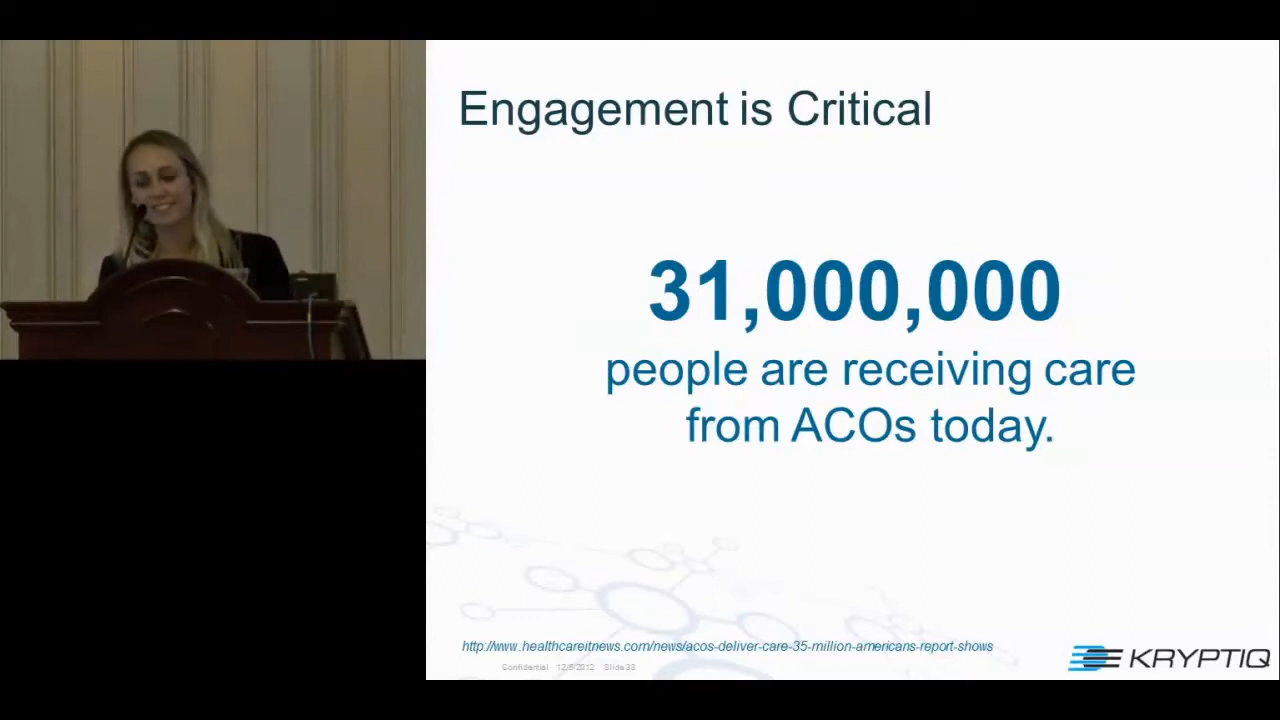 Engagement is Critical
31,000,000
people are receiving care
from ACOs today.
http://www.healthcareitnews.com/news/acos-deliver-care-35-million-americans-report-shows
Confidential 12/5/2012 Slide 33
KRYPTIQ